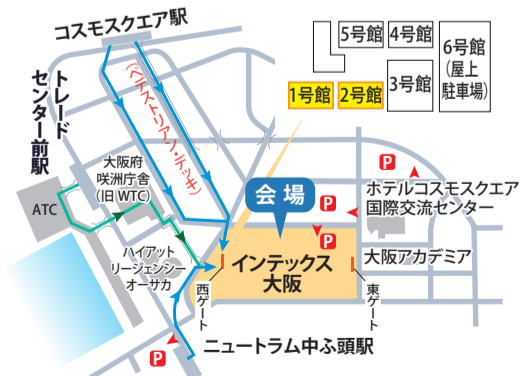 コスモスクエア駅
5号館
4号館
6号館
(屋上
駐車場)
3号館
1号館
2号館
(ペデストリアン・デッキ)
トレード
センター前駅
大阪府
咲洲庁舎
(旧WTC)
ATC
会場
P
P
P
ホテルコスモスクエア
国際交流センター
ハイアット
リージェンシー
オーサカ
インテックス
大阪
大阪アカデミア
西ゲート
東ゲート
ニュートラム中ふ頭駅
P